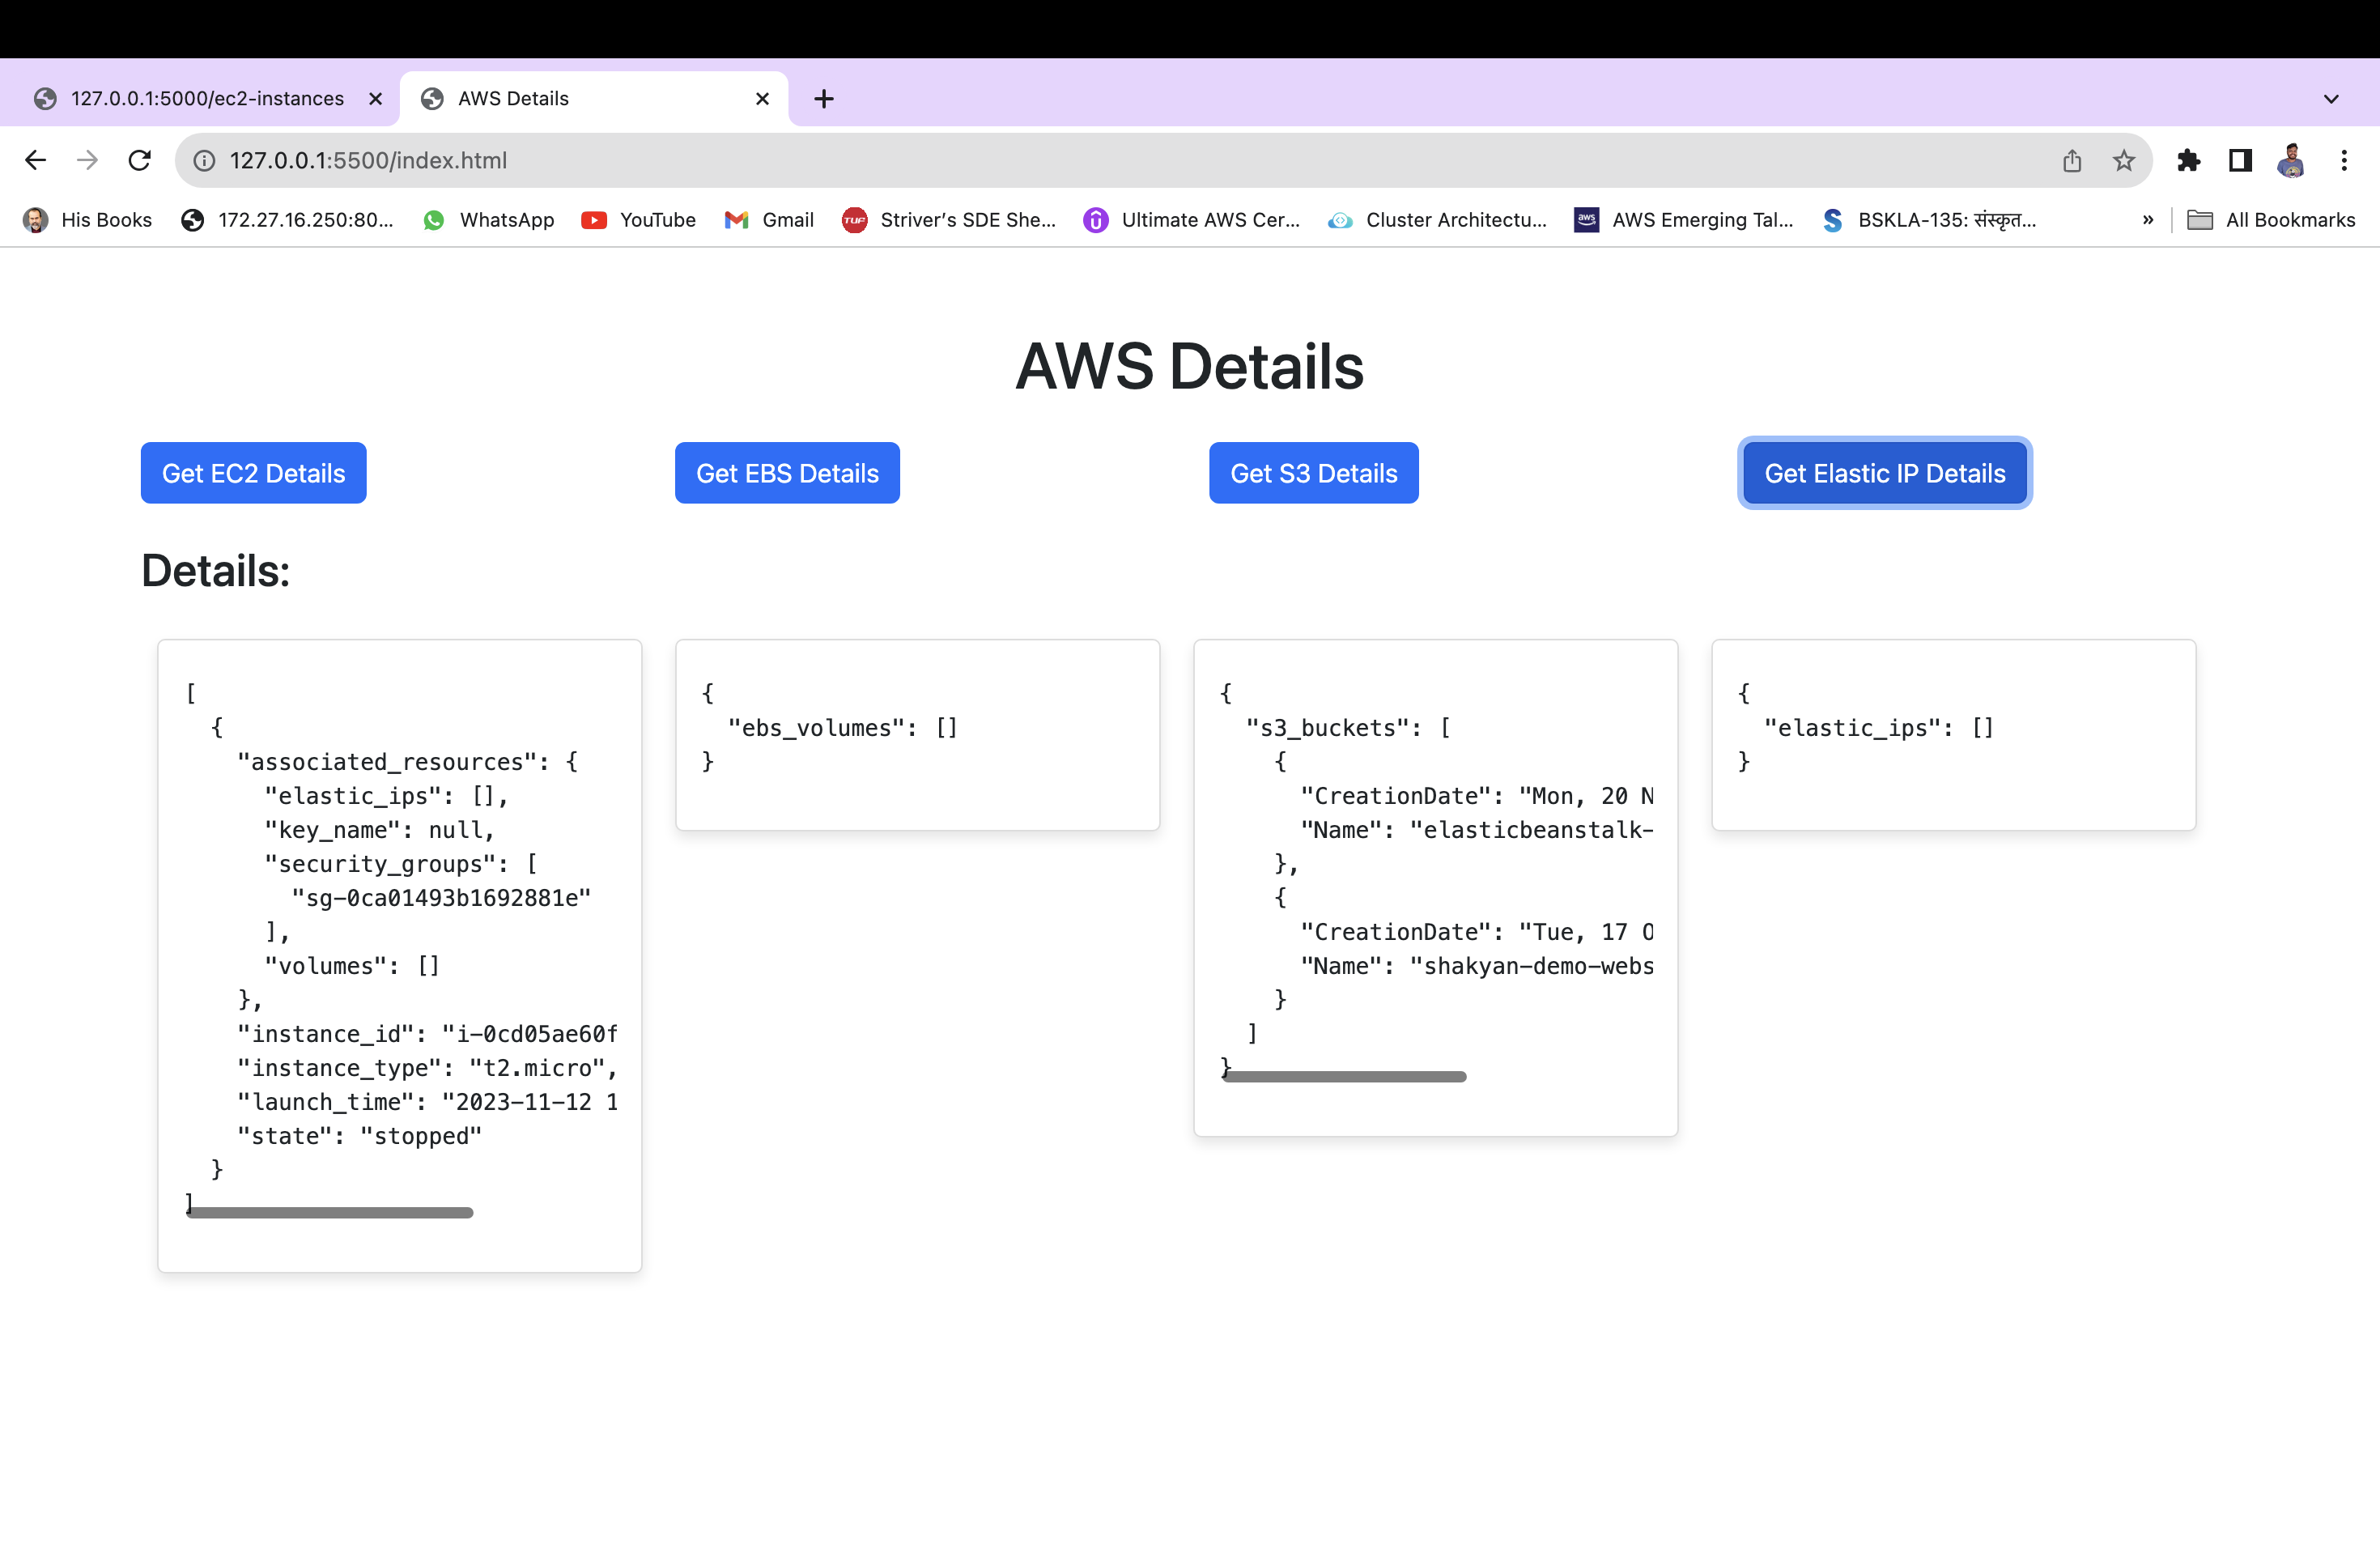 127.0.0.1:5000/ec2-instances
AWS Details
127.0.0.1:5500/index.html
His Books
172.27.16.250:80...
WhatsApp
YouTube
Gmail
TUF
Striver's SDE She...
Ultimate AWS Cer...
Cluster Architectu...
aws
AWS Emerging Tal...
BSKLA-135: संस्कृत...
»
All Bookmarks
AWS Details
Get EC2 Details
Get EBS Details
Get S3 Details
Get Elastic IP Details
Details:
[
  {
    "associated_resources": {
      "elastic_ips": [],
      "key_name": null,
      "security_groups": [
        "sg-0ca01493b1692881e"
      ],
      "volumes": []
    },
    "instance_id": "i-0cd05ae60f
    "instance_type": "t2.micro",
    "launch_time": "2023-11-12 1
    "state": "stopped"
  }
]
{
  "ebs_volumes": []
}
{
  "s3_buckets": [
    {
      "CreationDate": "Mon, 20 N
      "Name": "elasticbeanstalk-
    },
    {
      "CreationDate": "Tue, 17 O
      "Name": "shakyan-demo-webs
    }
  ]
}
{
  "elastic_ips": []
}